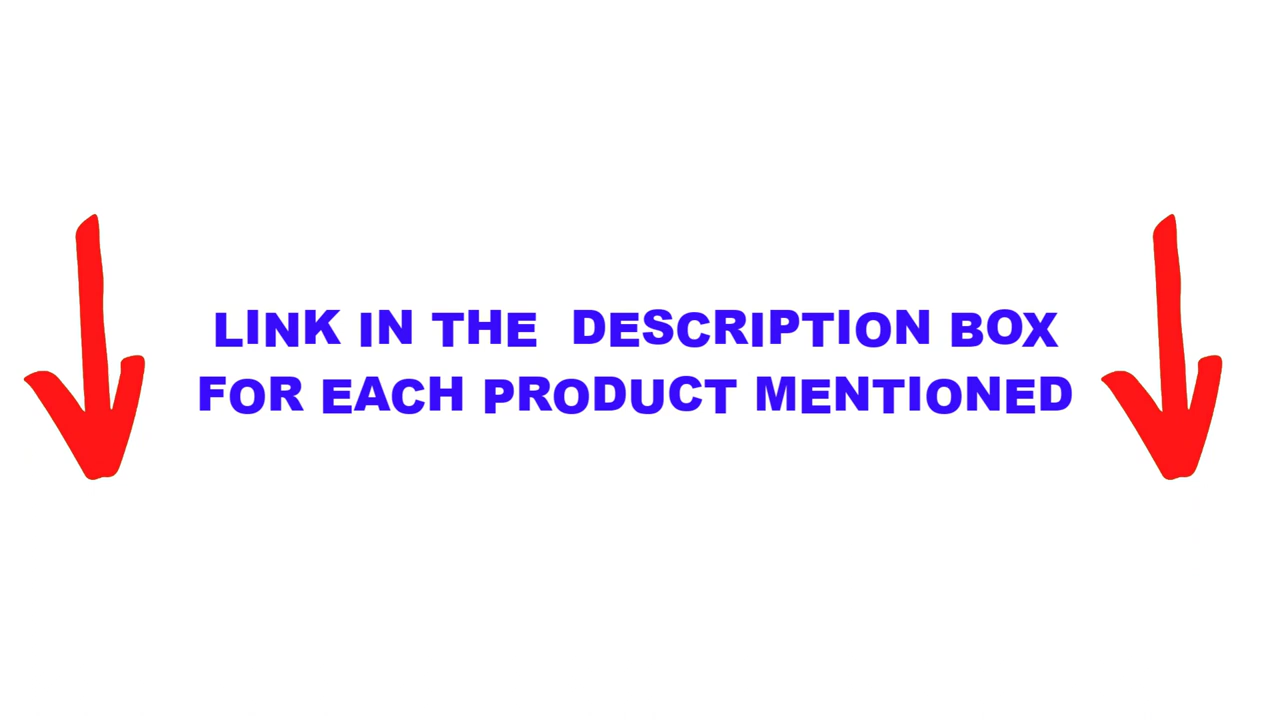 LINK IN THE DESCRIPTION BOX
FOR EACH PRODUCT MENTIONED